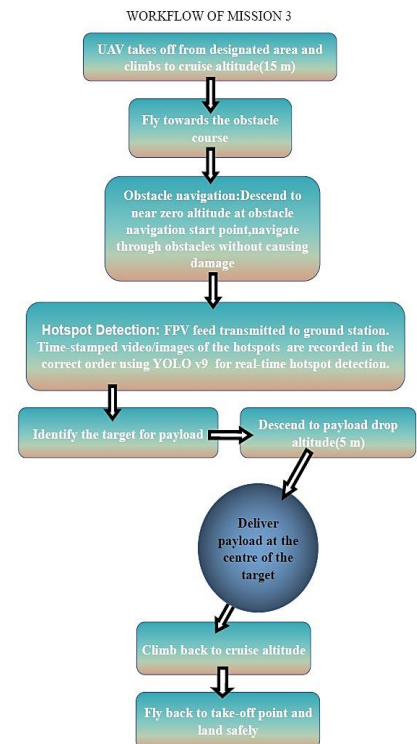 WORKFLOW OF MISSION 3
UAV takes off from designated area and
climbs to cruise altitude(15 m)
Fly towards the obstacle
course
Obstacle navigation:Descend to
near zero altitude at obstacle
navigation start point,navigate
through obstacles without causing
damage
Hotspot Detection: FPV feed transmitted to ground station.
Time-stamped video/images of the hotspots are recorded in
the correct order using YOLO v9 for real-time hotspot detection.
Identify the target for payload
Descend to payload drop
altitude(5 m)
Deliver
payload at the
centre of the
target
Climb back to cruise altitude
Fly back to take-off point and
land safely